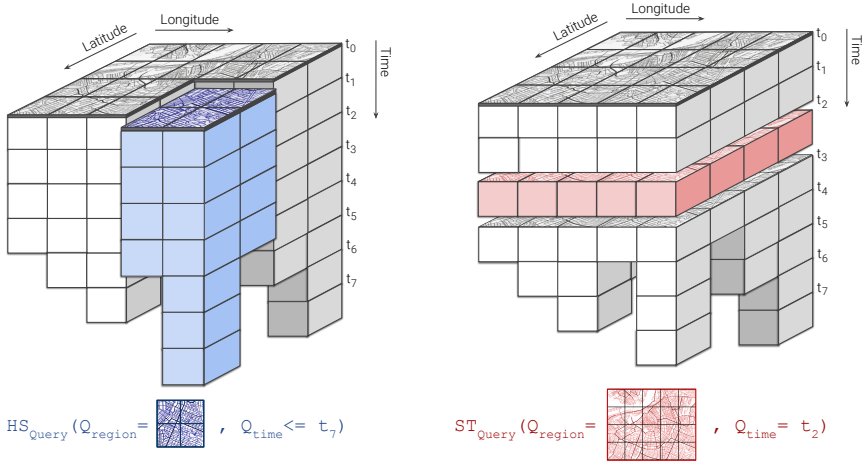 Longitude
Latitude
Time
t0
t1
t2
t3
t4
t5
t6
t7
HSQuery(Qregion= , Qtime<= t7)
Longitude
Latitude
Time
t0
t1
t2
t3
t4
t5
t6
t7
STQuery(Qregion= , Qtime= t2)